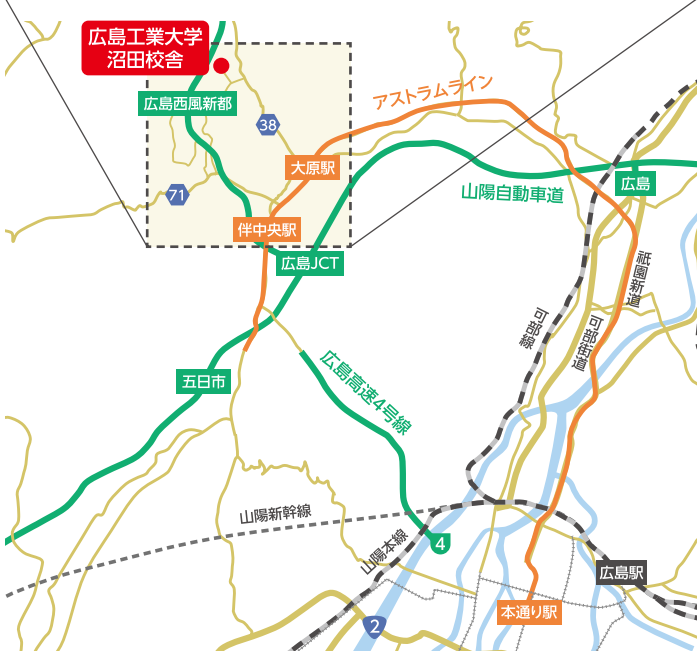 広島工業大学
沼田校舎
広島西風新都
38
アストラムライン
大原駅
71
山陽自動車道
広島
伴中央駅
広島JCT
祇園新道
可部線
可部街道
五日市
広島高速4号線
山陽新幹線
山陽本線
4
広島駅
本通り駅
2